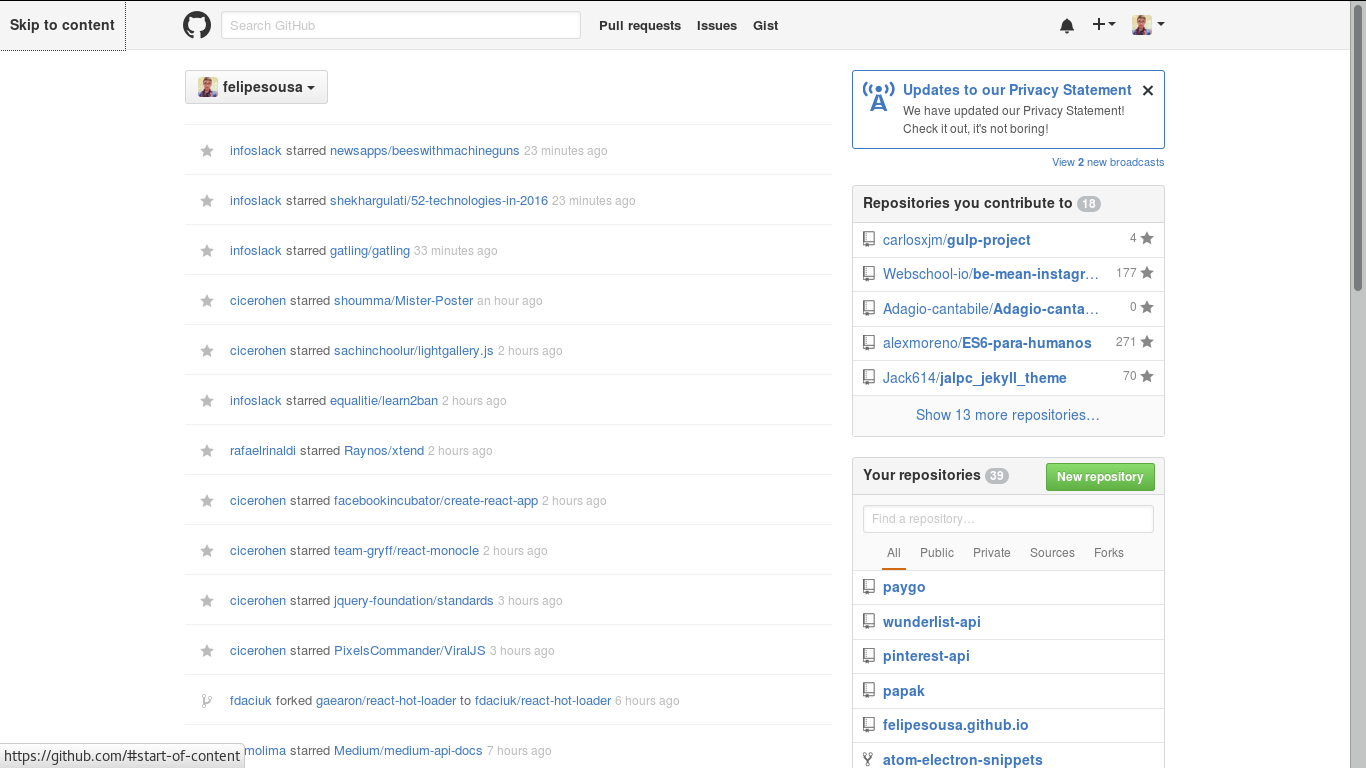 Skip to content
Search GitHub
Pull requests Issues Gist
felipesousa
infoslack starred newsapps/beeswithmachineguns 23 minutes ago
infoslack starred shekhargulati/52-technologies-in-2016 23 minutes ago
infoslack starred gatling/gatling 33 minutes ago
cicerohen starred shoumma/Mister-Poster an hour ago
cicerohen starred sachinchoolur/lightgallery.js 2 hours ago
infoslack starred equalitie/learn2ban 2 hours ago
rafaelrinaldi starred Raynos/xtend 2 hours ago
cicerohen starred facebookincubator/create-react-app 2 hours ago
cicerohen starred team-gryff/react-monocle 2 hours ago
cicerohen starred jquery-foundation/standards 3 hours ago
cicerohen starred PixelsCommander/ViralJS 3 hours ago
fdaciuk forked gaearon/react-hot-loader to fdaciuk/react-hot-loader 6 hours ago
molima starred Medium/medium-api-docs 7 hours ago
https://github.com/#start-of-content
Updates to our Privacy Statement
We have updated our Privacy Statement!
Check it out, it's not boring!
View 2 new broadcasts
Repositories you contribute to 18
carlosxjm/gulp-project 4
Webschool-io/be-mean-instagr… 177
Adagio-cantabile/Adagio-canta… 0
alexmoreno/ES6-para-humanos 271
Jack614/jalpc_jekyll_theme 70
Show 13 more repositories…
Your repositories 39
New repository
Find a repository…
All Public Private Sources Forks
paygo
wunderlist-api
pinterest-api
papak
felipesousa.github.io
atom-electron-snippets